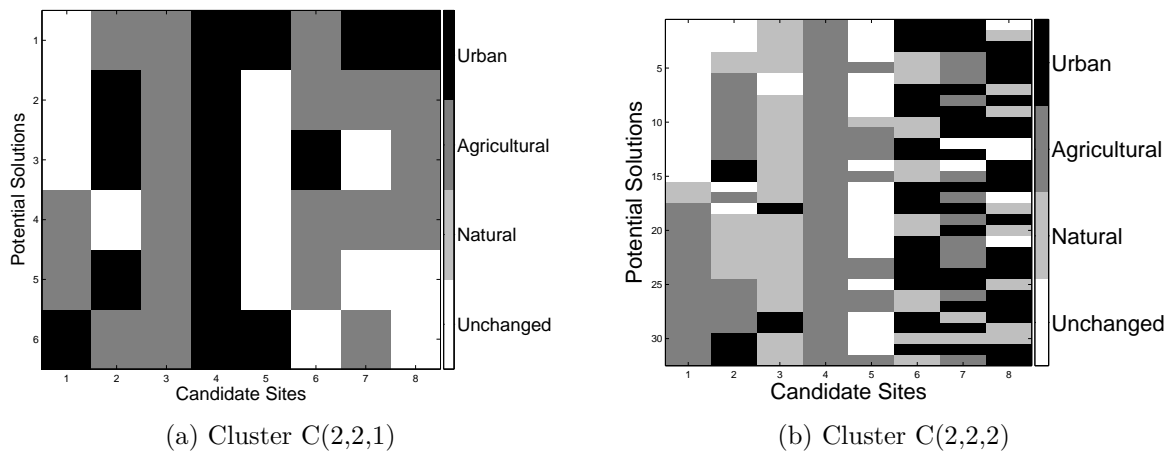 1
2
3
4
5
6
Potential Solutions
1 2 3 4 5 6 7 8
Candidate Sites
Urban
Agricultural
Natural
Unchanged
(a) Cluster C(2,2,1)
5
10
15
20
25
30
Potential Solutions
1 2 3 4 5 6 7 8
Candidate Sites
Urban
Agricultural
Natural
Unchanged
(b) Cluster C(2,2,2)